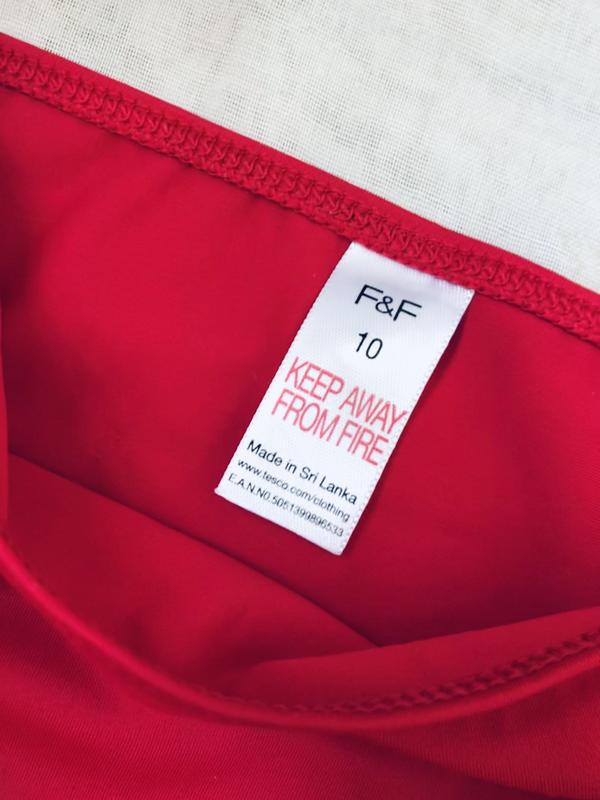 F&F
10
KEEP AWAY
FROM FIRE
Made in Sri Lanka
www.tesco.com/clothing
E.A.N.NO.5051399896533